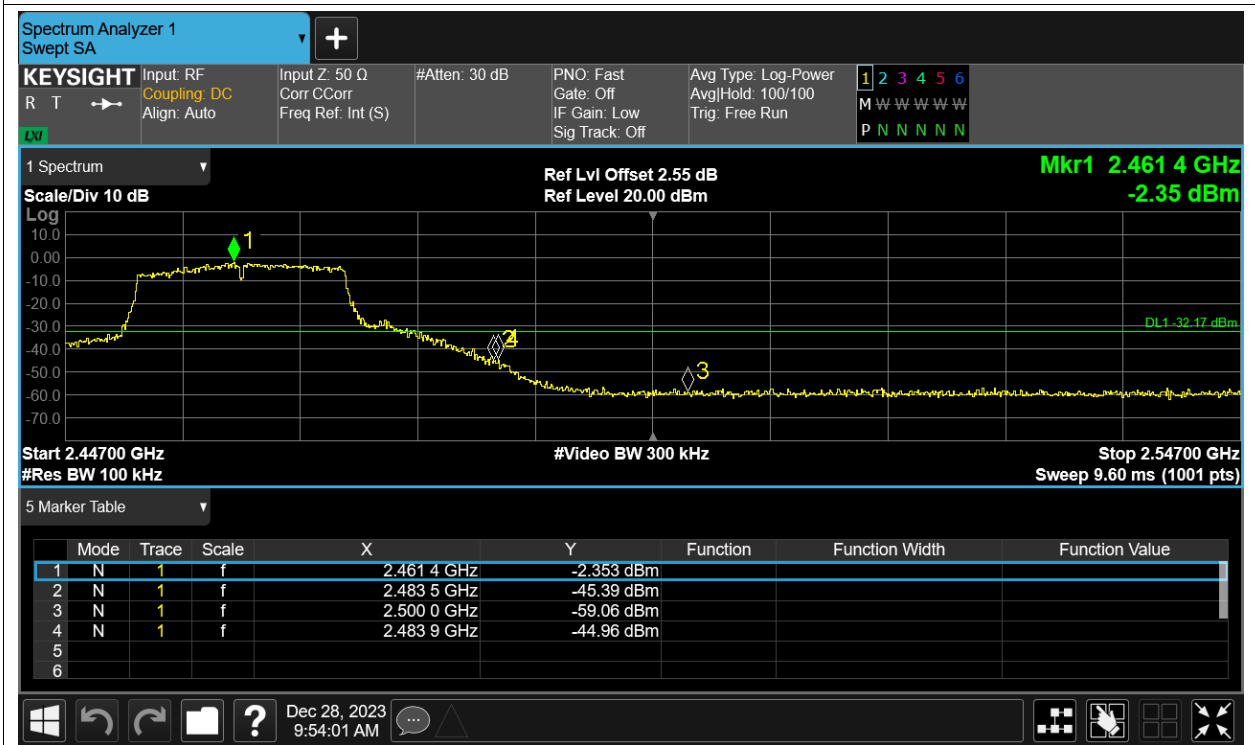 Spectrum Analyzer 1
Swept SA
KEYSIGHT
R T
LXI
Input: RF
Coupling: DC
Align: Auto
Input Z: 50 Ω
Corr CCorr
Freq Ref: Int (S)
#Atten: 30 dB
PNO: Fast
Gate: Off
IF Gain: Low
Sig Track: Off
Avg Type: Log-Power
Avg|Hold: 100/100
Trig: Free Run
1 2 3 4 5 6
M W W W W W
P N N N N N
1 Spectrum
Scale/Div 10 dB
Ref Lvl Offset 2.55 dB
Ref Level 20.00 dBm
Mkr1 2.461 4 GHz
-2.35 dBm
Log
10.0
0.00
-10.0
-20.0
-30.0
-40.0
-50.0
-60.0
-70.0
1
4
3
DL1 -32.17 dBm
Start 2.44700 GHz
#Res BW 100 kHz
#Video BW 300 kHz
Stop 2.54700 GHz
Sweep 9.60 ms (1001 pts)
5 Marker Table
Mode Trace Scale X Y Function Function Width Function Value
1 N 1 f 2.461 4 GHz -2.353 dBm
2 N 1 f 2.483 5 GHz -45.39 dBm
3 N 1 f 2.500 0 GHz -59.06 dBm
4 N 1 f 2.483 9 GHz -44.96 dBm
5
6
?
Dec 28, 2023
9:54:01 AM